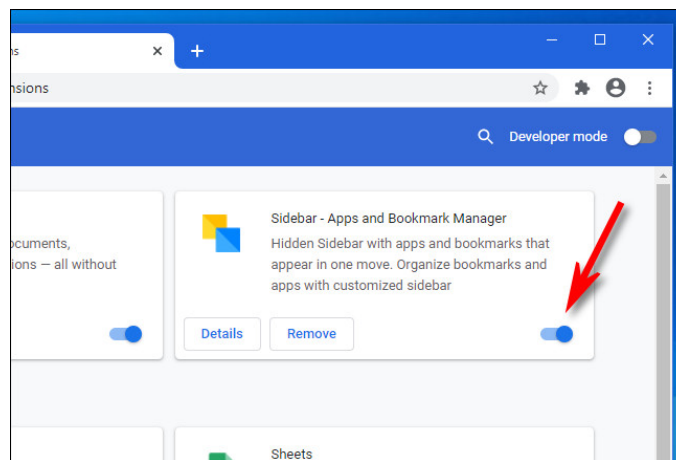 ns
nsions
Developer mode
Sidebar - Apps and Bookmark Manager
Hidden Sidebar with apps and bookmarks that
appear in one move. Organize bookmarks and
apps with customized sidebar
Details Remove
ocuments,
ions — all without
Sheets